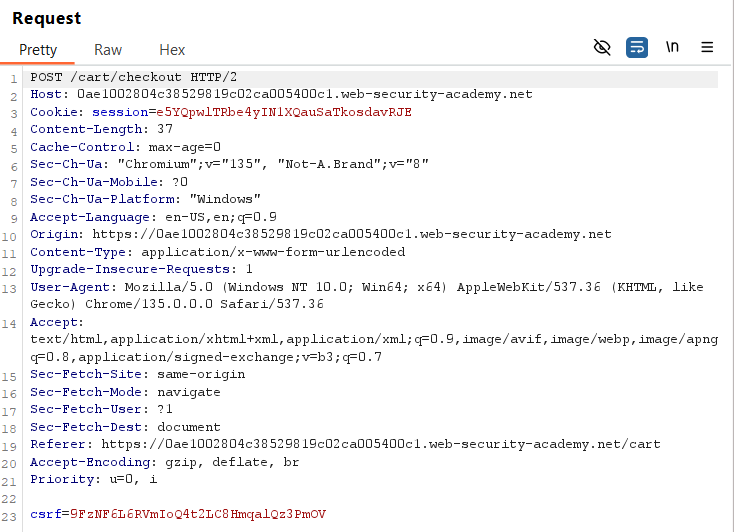 Request
Pretty Raw Hex \n
1 POST /cart/checkout HTTP/2
2 Host: 0ae1002804c38529819c02ca005400c1.web-security-academy.net
3 Cookie: session=e5YQpwlTRbe4yIN1XQauSaTkosdavRJE
4 Content-Length: 37
5 Cache-Control: max-age=0
6 Sec-Ch-Ua: "Chromium";v="135", "Not-A.Brand";v="8"
7 Sec-Ch-Ua-Mobile: ?0
8 Sec-Ch-Ua-Platform: "Windows"
9 Accept-Language: en-US,en;q=0.9
10 Origin: https://0ae1002804c38529819c02ca005400c1.web-security-academy.net
11 Content-Type: application/x-www-form-urlencoded
12 Upgrade-Insecure-Requests: 1
13 User-Agent: Mozilla/5.0 (Windows NT 10.0; Win64; x64) AppleWebKit/537.36 (KHTML, like
Gecko) Chrome/135.0.0.0 Safari/537.36
14 Accept:
text/html,application/xhtml+xml,application/xml;q=0.9,image/avif,image/webp,image/apng
q=0.8,application/signed-exchange;v=b3;q=0.7
15 Sec-Fetch-Site: same-origin
16 Sec-Fetch-Mode: navigate
17 Sec-Fetch-User: ?1
18 Sec-Fetch-Dest: document
19 Referer: https://0ae1002804c38529819c02ca005400c1.web-security-academy.net/cart
20 Accept-Encoding: gzip, deflate, br
21 Priority: u=0, i
22
23 csrf=9FzNF6L6RVmIoQ4t2LC8HmqalQz3PmOV